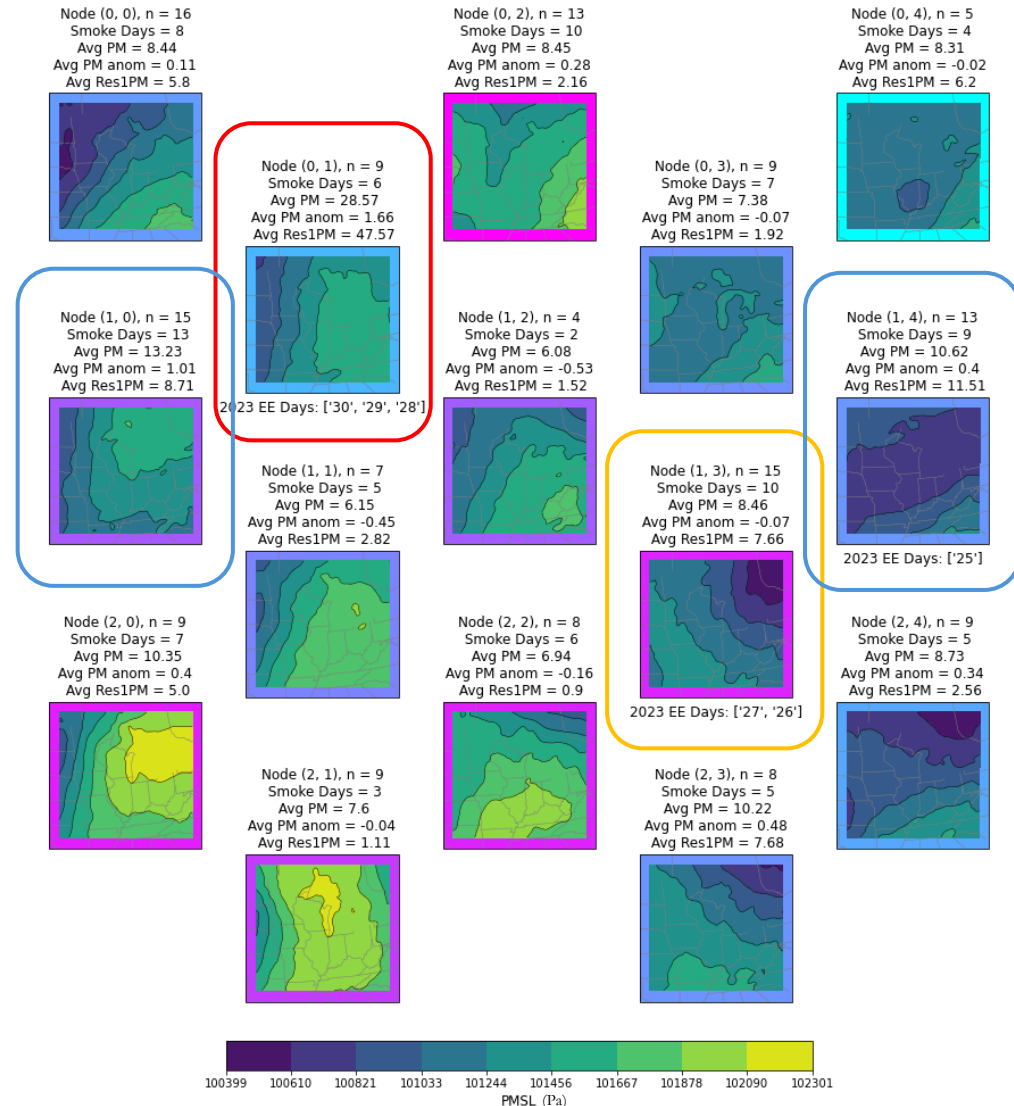 Node (0, 0), n = 16
Smoke Days = 8
Avg PM = 8.44
Avg PM anom = 0.11
Avg Res1PM = 5.8
Node (0, 2), n = 13
Smoke Days = 10
Avg PM = 8.45
Avg PM anom = 0.28
Avg Res1PM = 2.16
Node (0, 4), n = 5
Smoke Days = 4
Avg PM = 8.31
Avg PM anom = -0.02
Avg Res1PM = 6.2
Node (0, 1), n = 9
Smoke Days = 6
Avg PM = 28.57
Avg PM anom = 1.66
Avg Res1PM = 47.57
2023 EE Days: ['30', '29', '28']
Node (0, 3), n = 9
Smoke Days = 7
Avg PM = 7.38
Avg PM anom = -0.07
Avg Res1PM = 1.92
Node (1, 0), n = 15
Smoke Days = 13
Avg PM = 13.23
Avg PM anom = 1.01
Avg Res1PM = 8.71
Node (1, 2), n = 4
Smoke Days = 2
Avg PM = 6.08
Avg PM anom = -0.53
Avg Res1PM = 1.52
Node (1, 4), n = 13
Smoke Days = 9
Avg PM = 10.62
Avg PM anom = 0.4
Avg Res1PM = 11.51
2023 EE Days: ['25']
Node (1, 1), n = 7
Smoke Days = 5
Avg PM = 6.15
Avg PM anom = -0.45
Avg Res1PM = 2.82
Node (1, 3), n = 15
Smoke Days = 10
Avg PM = 8.46
Avg PM anom = -0.07
Avg Res1PM = 7.66
2023 EE Days: ['27', '26']
Node (2, 0), n = 9
Smoke Days = 7
Avg PM = 10.35
Avg PM anom = 0.4
Avg Res1PM = 5.0
Node (2, 2), n = 8
Smoke Days = 6
Avg PM = 6.94
Avg PM anom = -0.16
Avg Res1PM = 0.9
Node (2, 4), n = 9
Smoke Days = 5
Avg PM = 8.73
Avg PM anom = 0.34
Avg Res1PM = 2.56
Node (2, 1), n = 9
Smoke Days = 3
Avg PM = 7.6
Avg PM anom = -0.04
Avg Res1PM = 1.11
Node (2, 3), n = 8
Smoke Days = 5
Avg PM = 10.22
Avg PM anom = 0.48
Avg Res1PM = 7.68
100399 100610 100821 101033 101244 101456 101667 101878 102090 102301
PMSL (Pa)